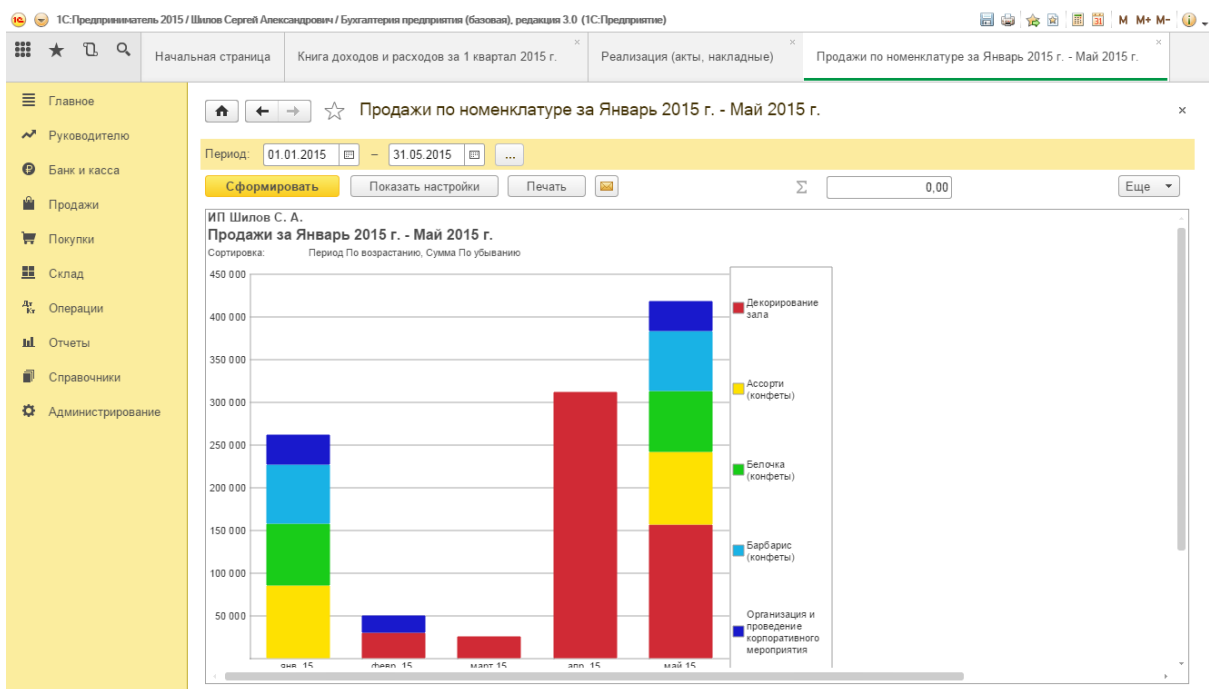 1С:Предприниматель 2015 / Шилов Сергей Александрович / Бухгалтерия предприятия (базовая), редакция 3.0 (1С:Предприятие)
M M+ M-
Начальная страница
Книга доходов и расходов за 1 квартал 2015 г.
Реализация (акты, накладные)
Продажи по номенклатуре за Январь 2015 г. - Май 2015 г.
Главное
Руководителю
Банк и касса
Продажи
Покупки
Склад
Операции
Отчеты
Справочники
Администрирование
Продажи по номенклатуре за Январь 2015 г. - Май 2015 г.
Период: 01.01.2015 – 31.05.2015 ...
Сформировать Показать настройки Печать Σ 0,00 Еще
ИП Шилов С. А.
Продажи за Январь 2015 г. - Май 2015 г.
Сортировка: Период По возрастанию, Сумма По убыванию
450 000
400 000
350 000
300 000
250 000
200 000
150 000
100 000
50 000
янв. 15 февр. 15 март 15 апр. 15 май 15
Декорирование
зала
Ассорти
(конфеты)
Белочка
(конфеты)
Барбарис
(конфеты)
Организация и
проведение
корпоративного
мероприятия